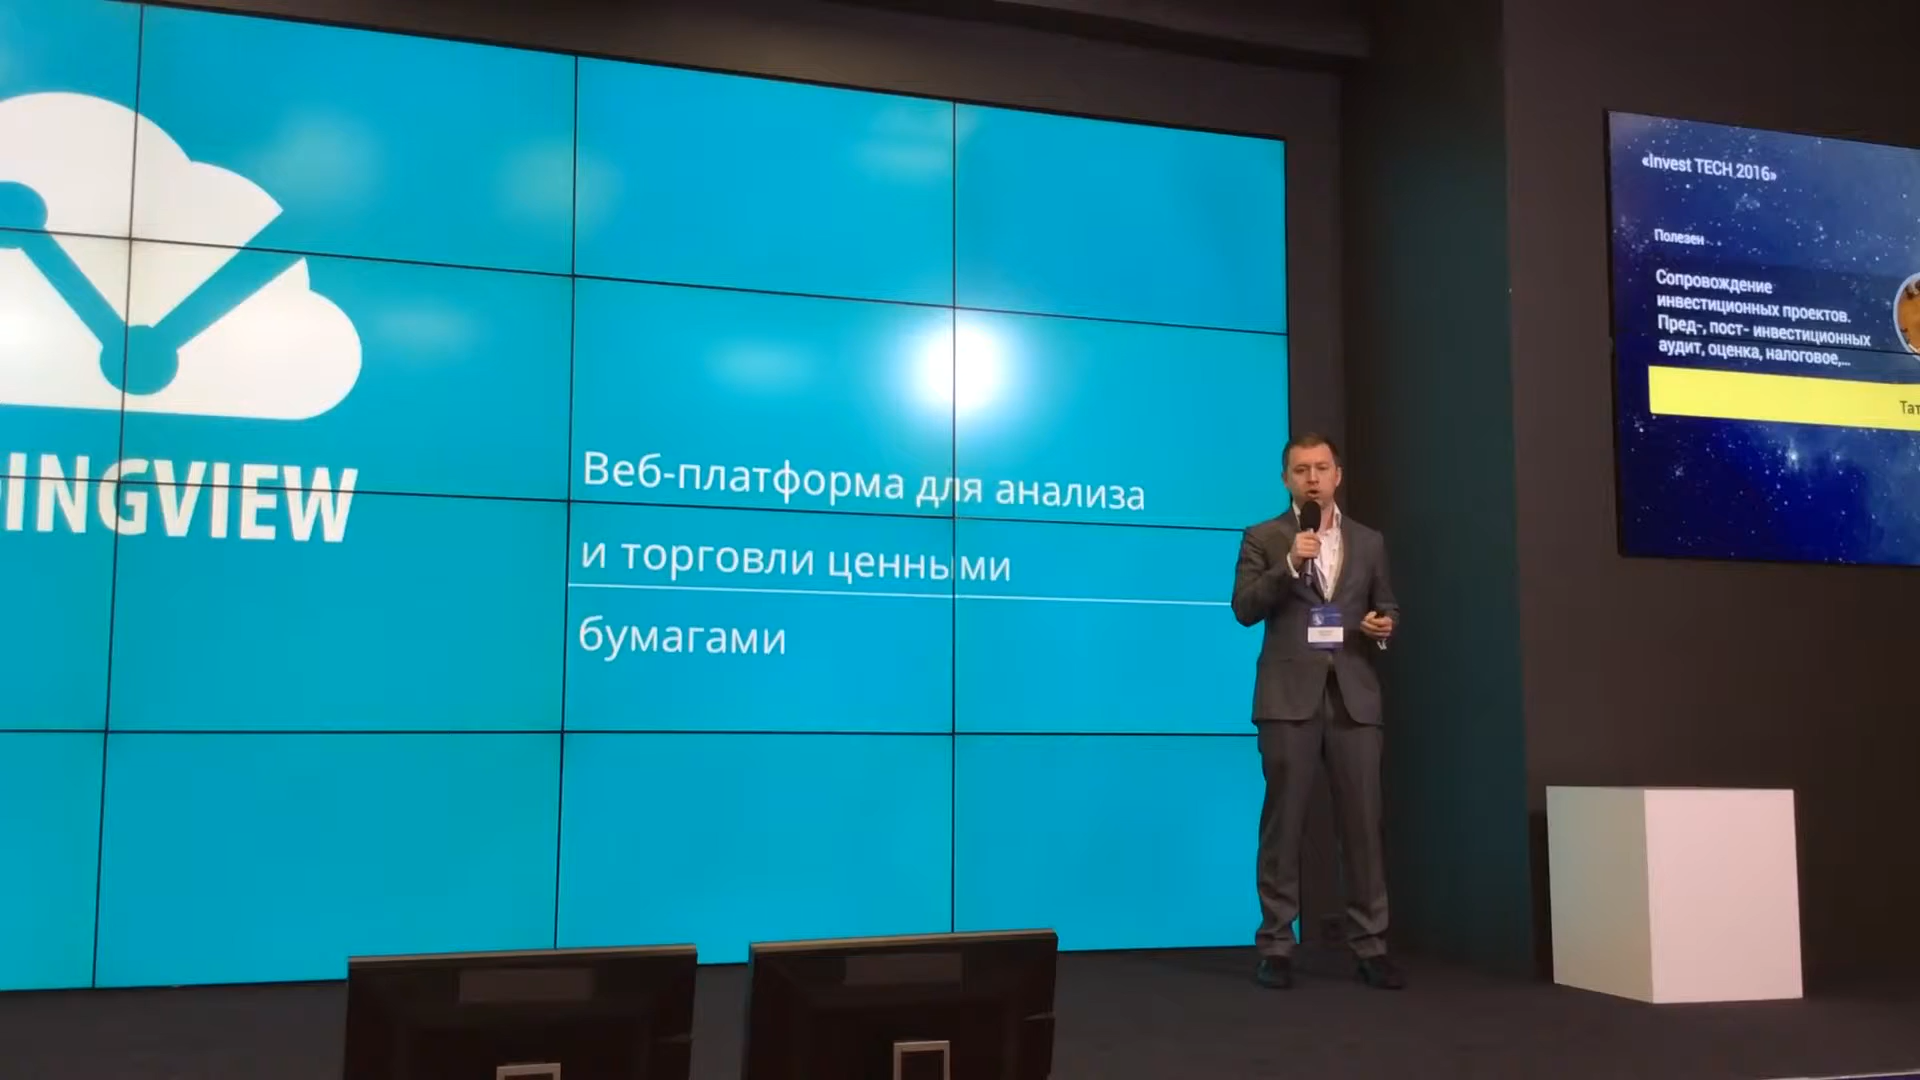 INGVIEW
Веб-платформа для анализа
и торговли ценными
бумагами
«Invest TECH 2016»
Полезен
Сопровождение
инвестиционных проектов.
Пред-, пост- инвестиционных
аудит, оценка, налоговое,...
Тат